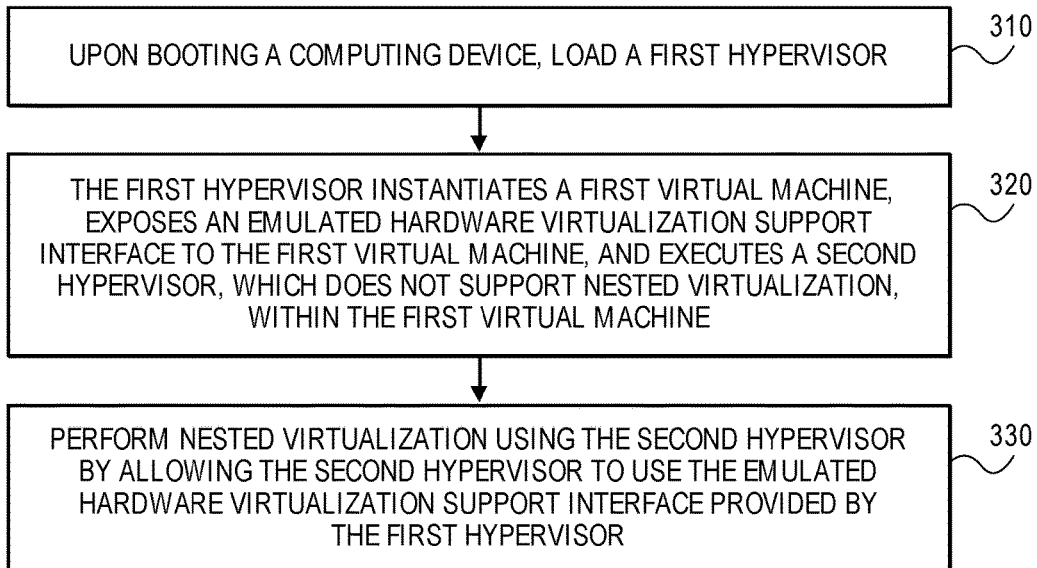 UPON BOOTING A COMPUTING DEVICE, LOAD A FIRST HYPERVISOR
310
THE FIRST HYPERVISOR INSTANTIATES A FIRST VIRTUAL MACHINE,
EXPOSES AN EMULATED HARDWARE VIRTUALIZATION SUPPORT
INTERFACE TO THE FIRST VIRTUAL MACHINE, AND EXECUTES A SECOND
HYPERVISOR, WHICH DOES NOT SUPPORT NESTED VIRTUALIZATION,
WITHIN THE FIRST VIRTUAL MACHINE
320
PERFORM NESTED VIRTUALIZATION USING THE SECOND HYPERVISOR
BY ALLOWING THE SECOND HYPERVISOR TO USE THE EMULATED
HARDWARE VIRTUALIZATION SUPPORT INTERFACE PROVIDED BY
THE FIRST HYPERVISOR
330